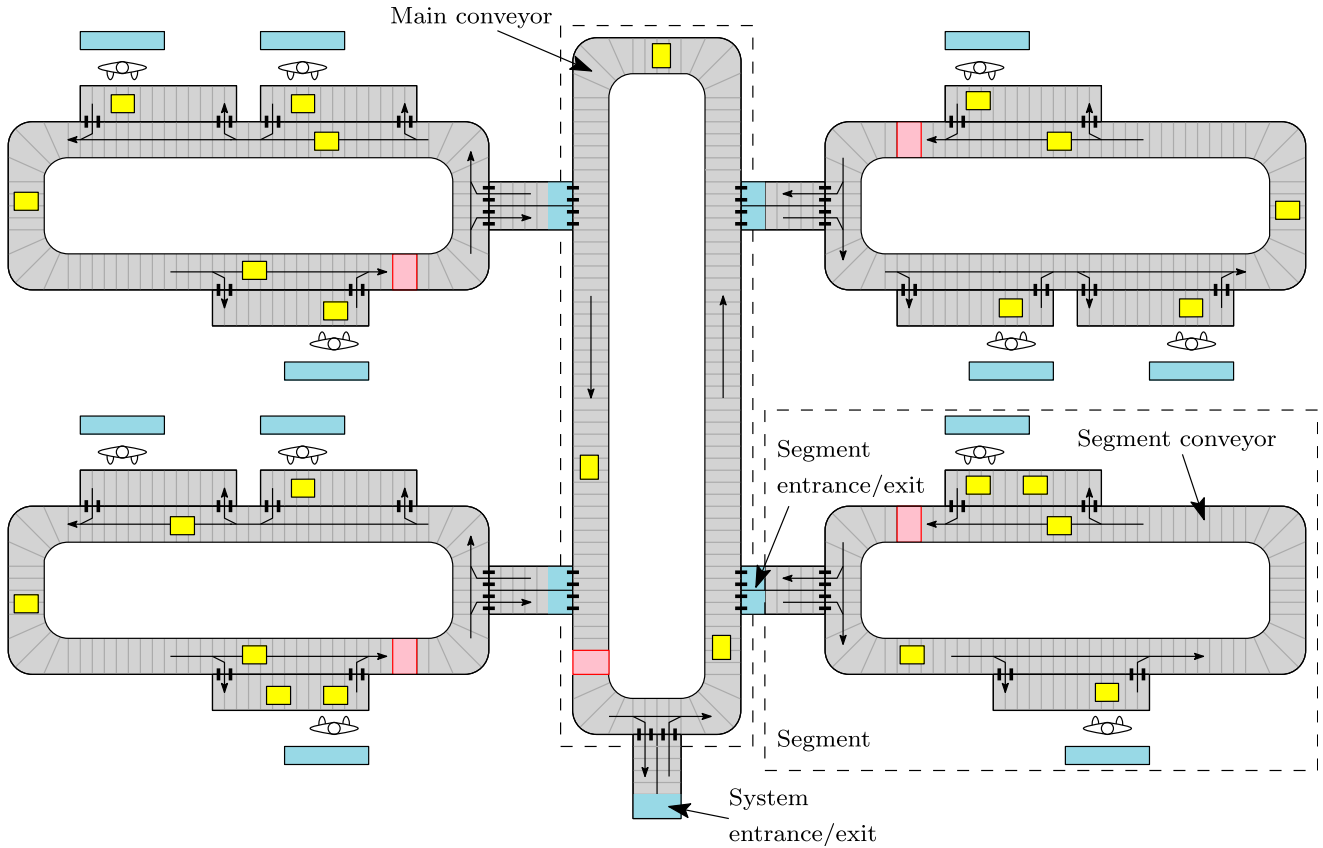 Main conveyor
Segment
entrance/exit
Segment conveyor
Segment
System
entrance/exit